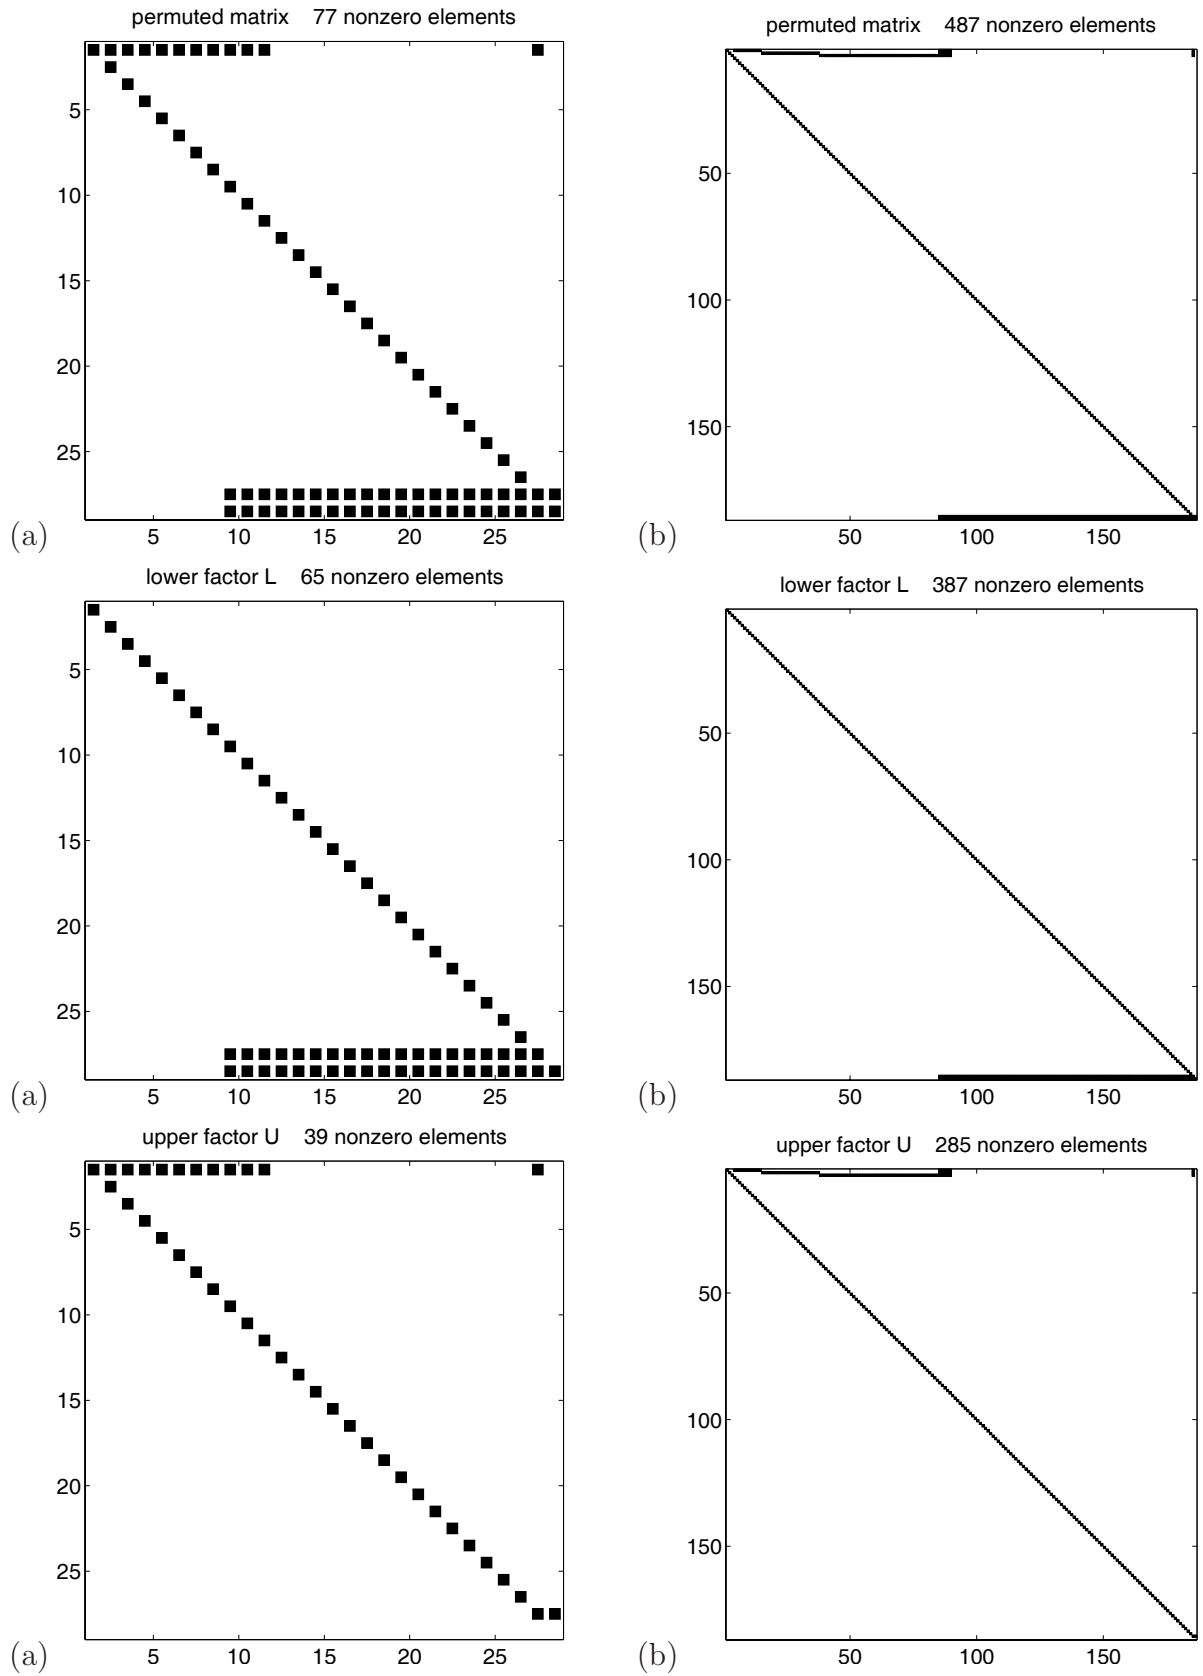 permuted matrix 77 nonzero elements
5
10
15
20
25
(a)
5 10 15 20 25
permuted matrix 487 nonzero elements
50
100
150
(b)
50 100 150
lower factor L 65 nonzero elements
5
10
15
20
25
(a)
5 10 15 20 25
lower factor L 387 nonzero elements
50
100
150
(b)
50 100 150
upper factor U 39 nonzero elements
5
10
15
20
25
(a)
5 10 15 20 25
upper factor U 285 nonzero elements
50
100
150
(b)
50 100 150